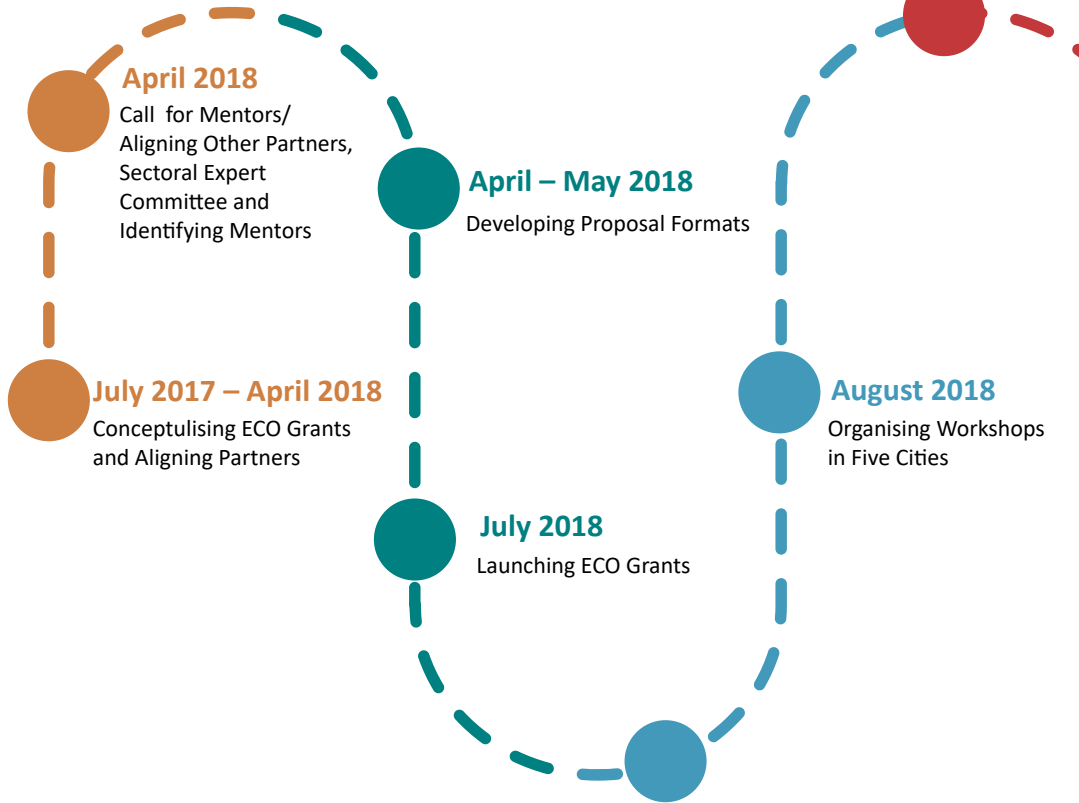 April 2018
Call for Mentors/
Aligning Other Partners,
Sectoral Expert
Committee and
Identifying Mentors
April – May 2018
Developing Proposal Formats
July 2017 – April 2018
Conceptulising ECO Grants
and Aligning Partners
August 2018
Organising Workshops
in Five Cities
July 2018
Launching ECO Grants